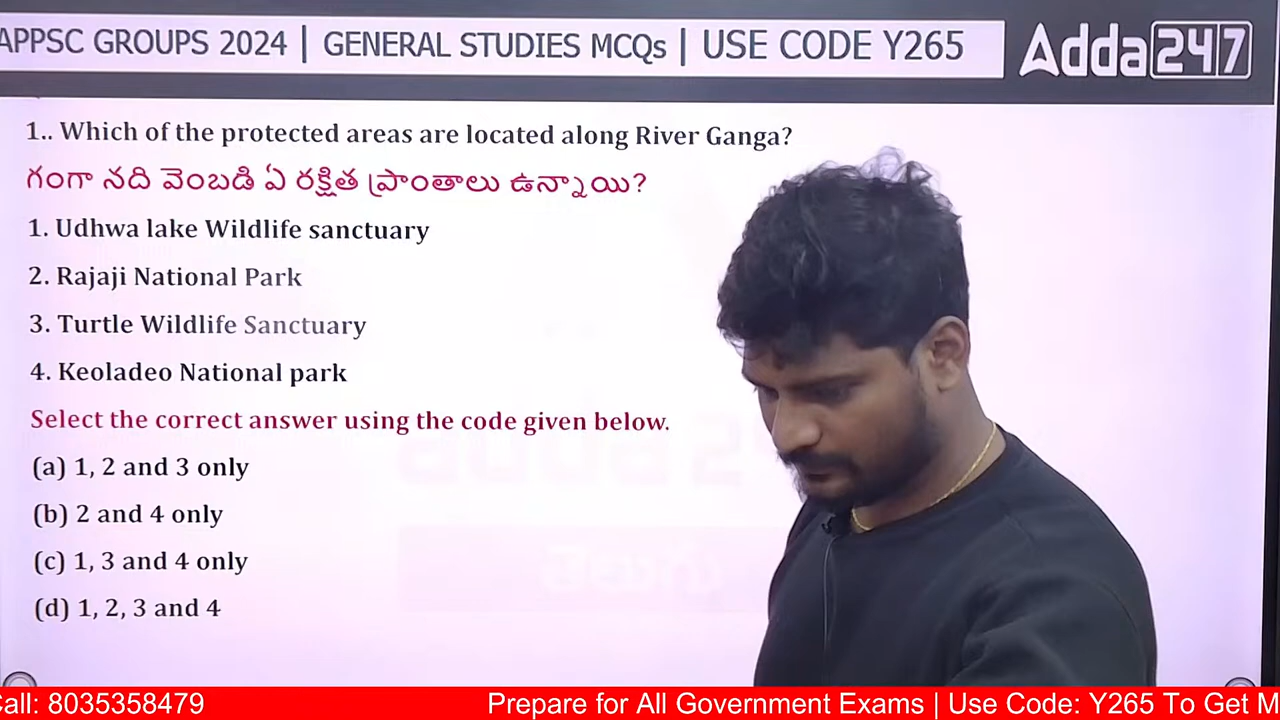 APPSC GROUPS 2024 | GENERAL STUDIES MCQs | USE CODE Y265
Adda247
1.. Which of the protected areas are located along River Ganga?
గంగా నది వెంబడి ఏ రక్షిత ప్రాంతాలు ఉన్నాయి?
1. Udhwa lake Wildlife sanctuary
2. Rajaji National Park
3. Turtle Wildlife Sanctuary
4. Keoladeo National park
Select the correct answer using the code given below.
(a) 1, 2 and 3 only
(b) 2 and 4 only
(c) 1, 3 and 4 only
(d) 1, 2, 3 and 4
Call: 8035358479 Prepare for All Government Exams | Use Code: Y265 To Get